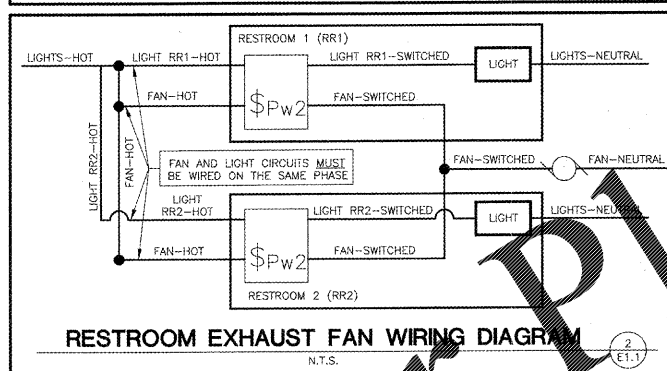 RESTROOM 1 (RR1)
LIGHTS-HOT
LIGHT RR1-HOT
LIGHT RR1-SWITCHED
LIGHT
LIGHTS-NEUTRAL
FAN-HOT
$Pw2
FAN-SWITCHED
LIGHT RR2-HOT
FAN-HOT
FAN AND LIGHT CIRCUITS MUST
BE WIRED ON THE SAME PHASE
FAN-SWITCHED
FAN-NEUTRAL
LIGHT
RR2-HOT
LIGHT RR2-SWITCHED
LIGHT
LIGHTS-NEUTRAL
FAN-HOT
$Pw2
FAN-SWITCHED
RESTROOM 2 (RR2)
RESTROOM EXHAUST FAN WIRING DIAGRAM
N.T.S.
2
E1.1